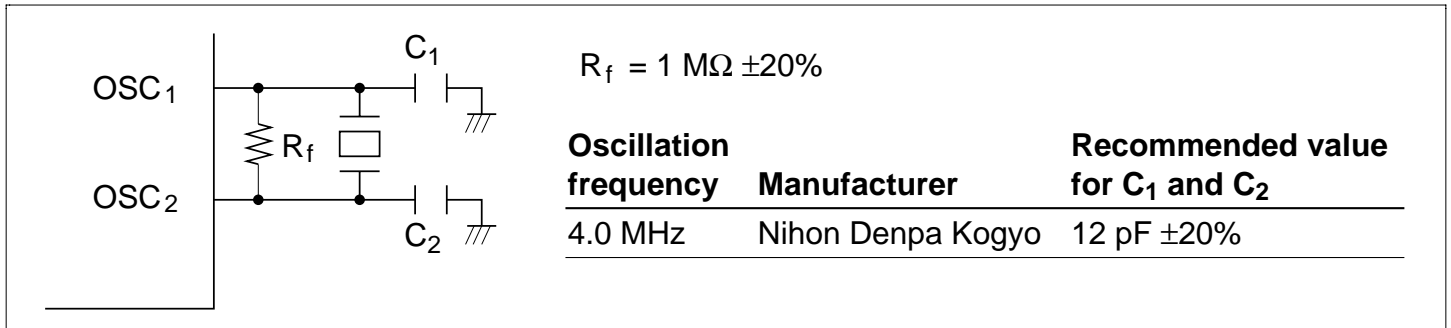 C1
OSC1
Rf
OSC2
C2
Rf = 1 MΩ ±20%
Oscillation frequency Manufacturer Recommended value for C1 and C2
4.0 MHz Nihon Denpa Kogyo 12 pF ±20%